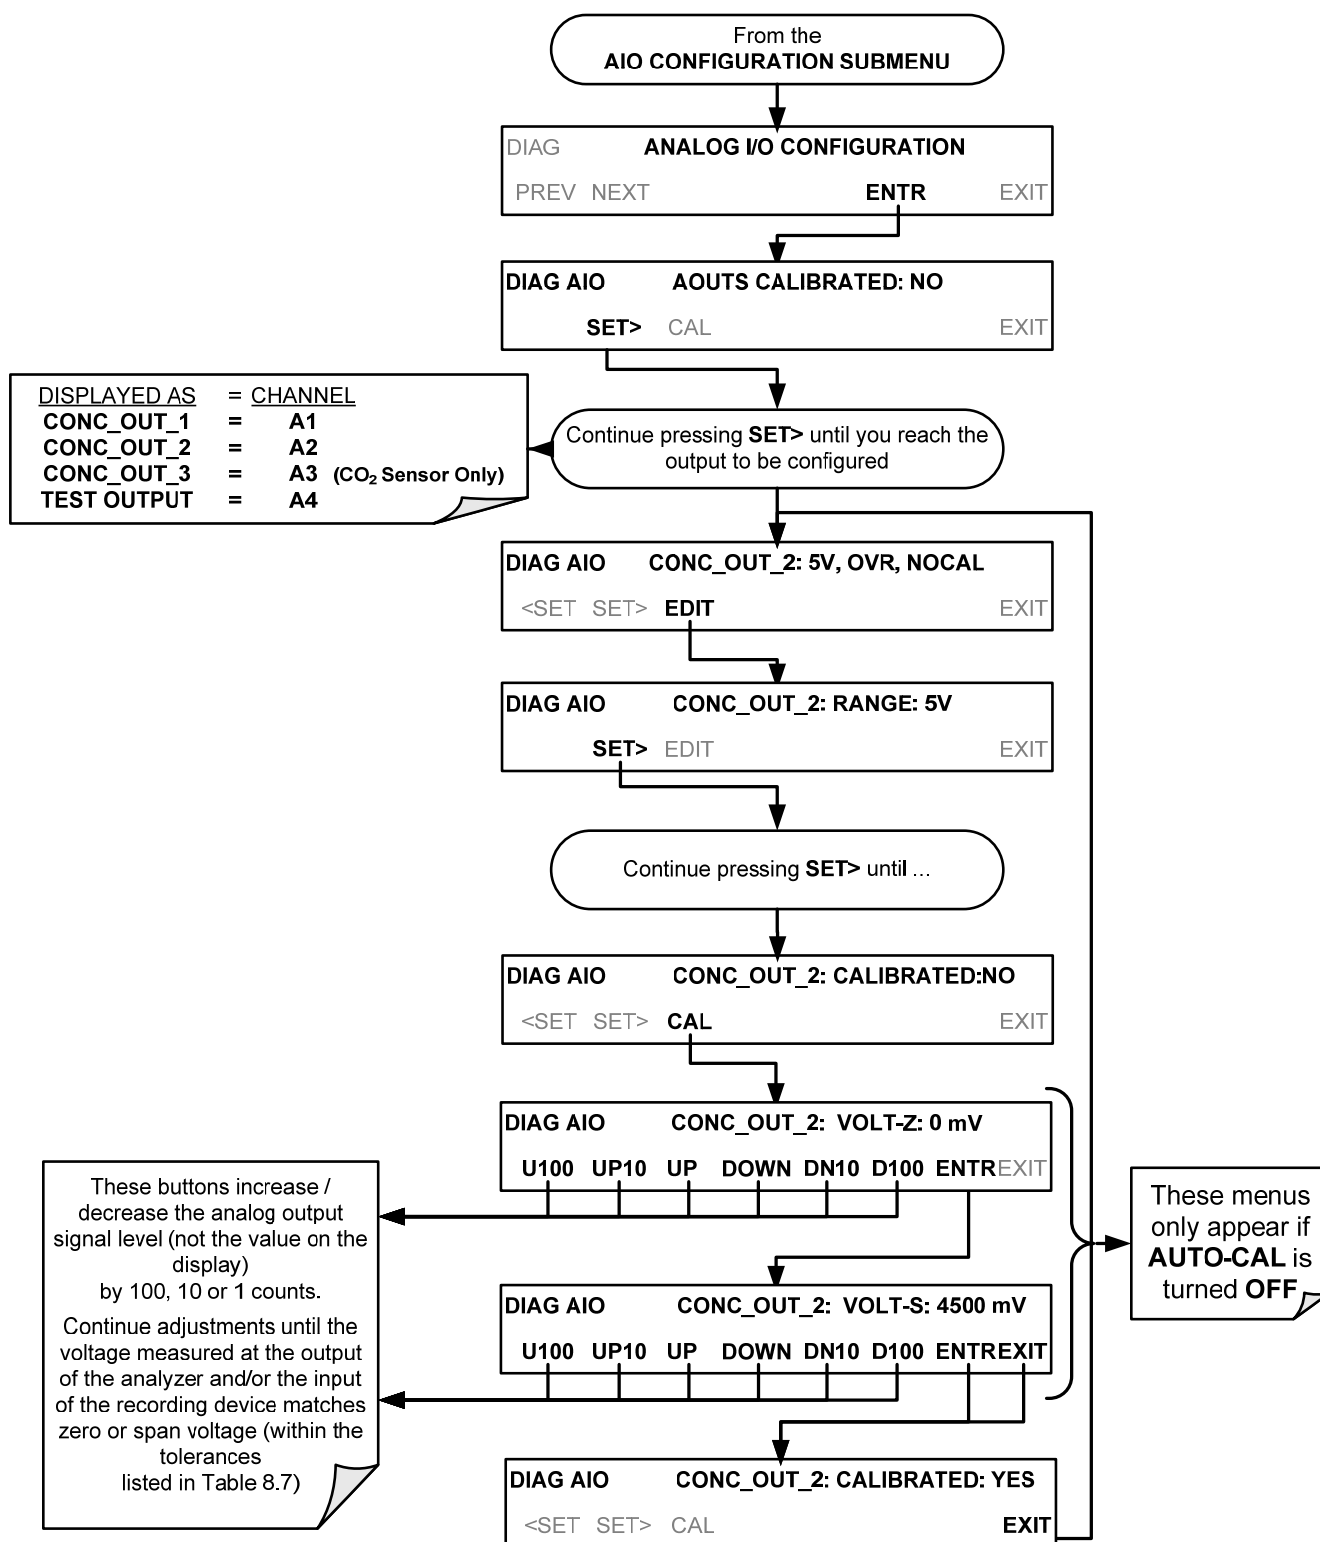 From the
AIO CONFIGURATION SUBMENU
DIAG ANALOG I/O CONFIGURATION
PREV NEXT ENTR EXIT
DIAG AIO AOUTS CALIBRATED: NO
SET> CAL EXIT
DISPLAYED AS = CHANNEL
CONC_OUT_1 = A1
CONC_OUT_2 = A2
CONC_OUT_3 = A3 (CO₂ Sensor Only)
TEST OUTPUT = A4
Continue pressing SET> until you reach the
output to be configured
DIAG AIO CONC_OUT_2: 5V, OVR, NOCAL
<SET SET> EDIT EXIT
DIAG AIO CONC_OUT_2: RANGE: 5V
SET> EDIT EXIT
Continue pressing SET> until ...
DIAG AIO CONC_OUT_2: CALIBRATED:NO
<SET SET> CAL EXIT
DIAG AIO CONC_OUT_2: VOLT-Z: 0 mV
U100 UP10 UP DOWN DN10 D100 ENTR EXIT
These buttons increase /
decrease the analog output
signal level (not the value on the
display)
by 100, 10 or 1 counts.
Continue adjustments until the
voltage measured at the output
of the analyzer and/or the input
of the recording device matches
zero or span voltage (within the
tolerances
listed in Table 8.7)
These menus
only appear if
AUTO-CAL is
turned OFF
DIAG AIO CONC_OUT_2: VOLT-S: 4500 mV
U100 UP10 UP DOWN DN10 D100 ENTR EXIT
DIAG AIO CONC_OUT_2: CALIBRATED: YES
<SET SET> CAL EXIT